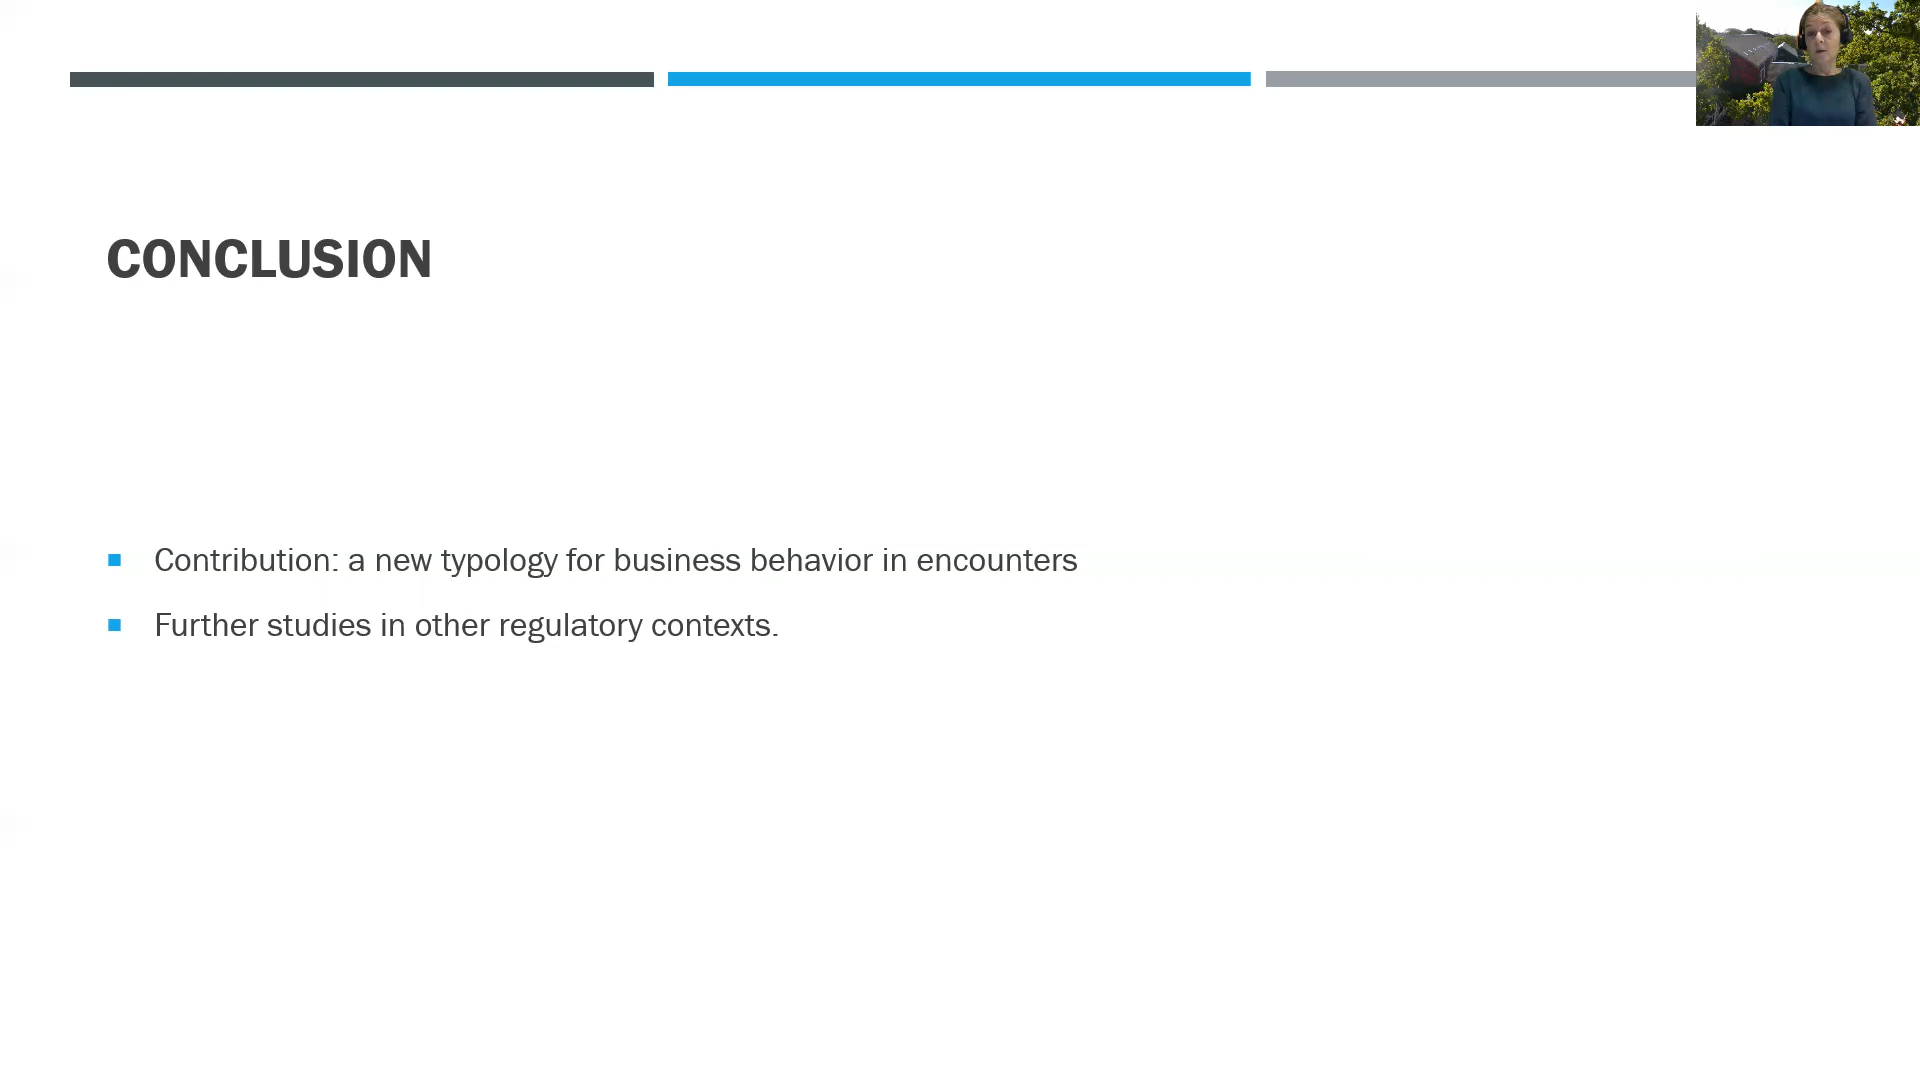 CONCLUSION
Contribution: a new typology for business behavior in encounters
Further studies in other regulatory contexts.